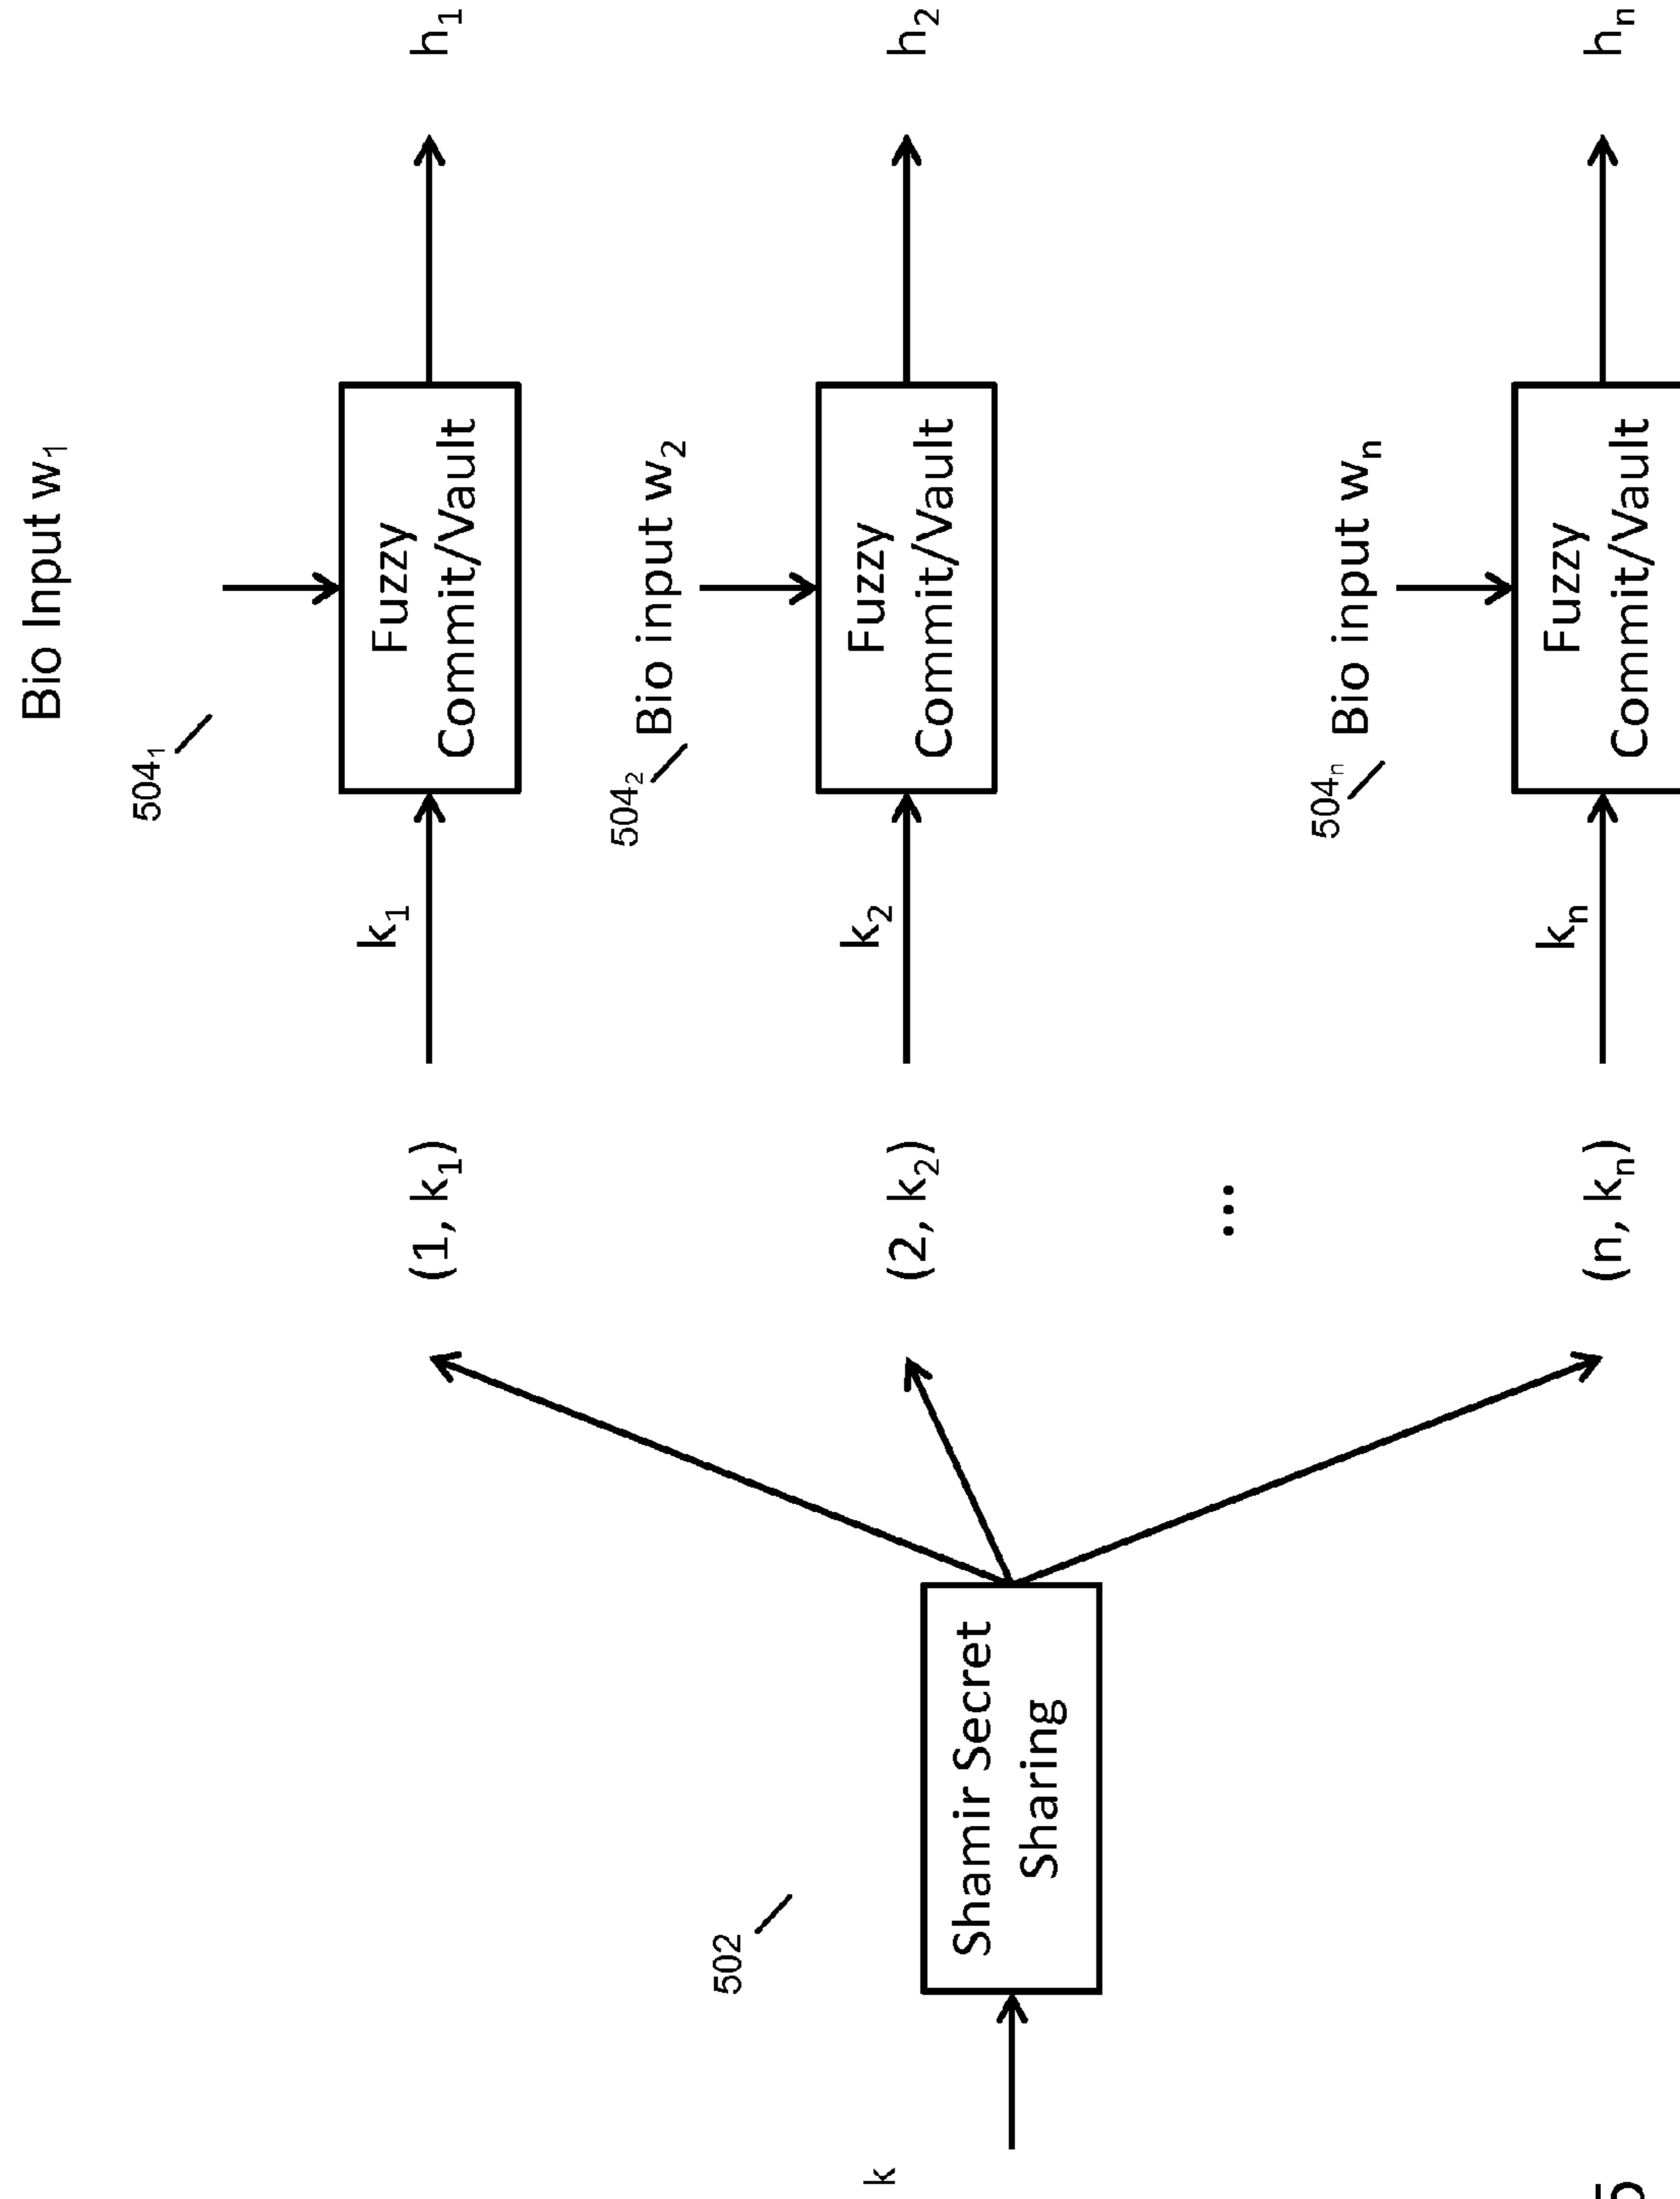 Bio Input w₁
504₁
k₁
Fuzzy
Commit/Vault
h₁
(1, k₁)
504₂
Bio input w₂
k₂
Fuzzy
Commit/Vault
h₂
(2, k₂)
502
k
Shamir Secret
Sharing
...
504ₙ
Bio input wₙ
(n, kₙ)
kₙ
Fuzzy
Commit/Vault
hₙ
5